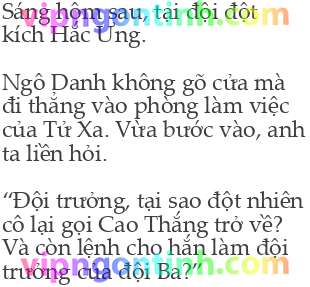 Sáng hôm sau, tại đội đột
kích Hắc Ưng.
Ngô Danh không gõ cửa mà
đi thẳng vào phòng làm việc
của Tử Xa. Vừa bước vào, anh
ta liền hỏi.
“Đội trưởng, tại sao đột nhiên
cô lại gọi Cao Thắng trở về?
Và còn lệnh cho hắn làm đội
trưởng của đội Ba?”
vipngontinh.com
vipngontinh.com